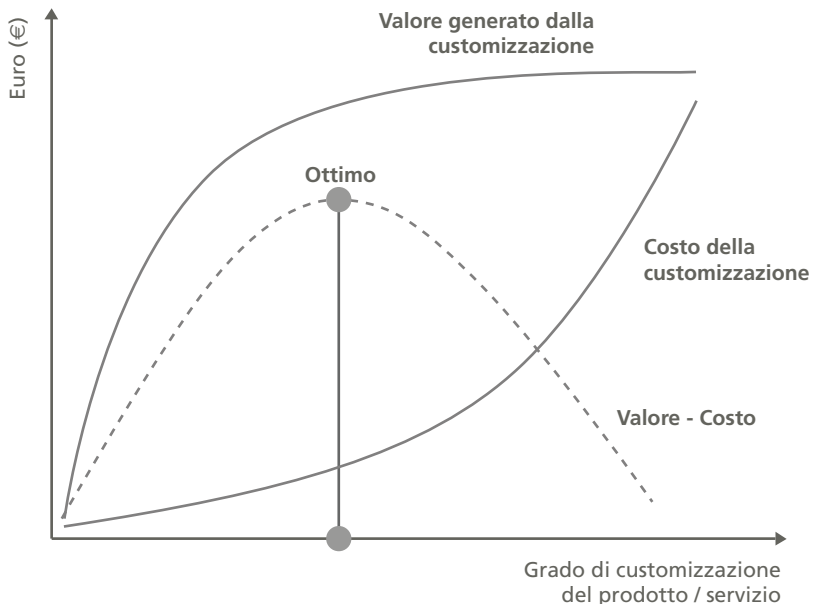 Euro (€)
Valore generato dalla
customizzazione
Ottimo
Costo della
customizzazione
Valore - Costo
Grado di customizzazione
del prodotto / servizio